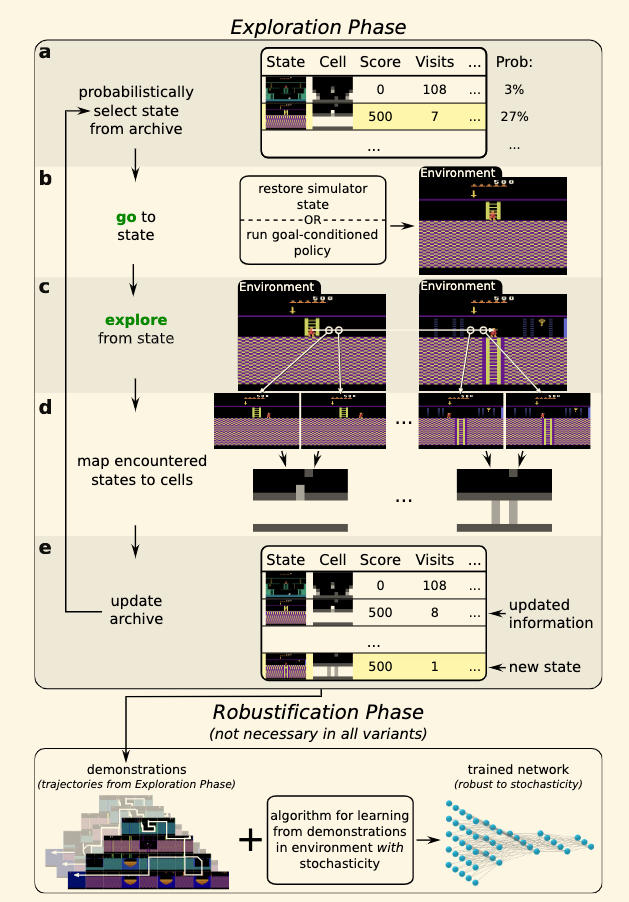 Exploration Phase
a
probabilistically
select state
from archive
State Cell Score Visits ... Prob:
0 108 ... 3%
500 7 ... 27%
... ...
b
go to
state
restore simulator
state
OR
run goal-conditioned
policy
Environment
c
explore
from state
Environment
Environment
d
map encountered
states to cells
...
...
e
update
archive
State Cell Score Visits ...
0 108 ...
500 8 ...
...
500 1 ...
updated
information
new state
Robustification Phase
(not necessary in all variants)
demonstrations
(trajectories from Exploration Phase)
+
algorithm for learning
from demonstrations
in environment with
stochasticity
trained network
(robust to stochasticity)